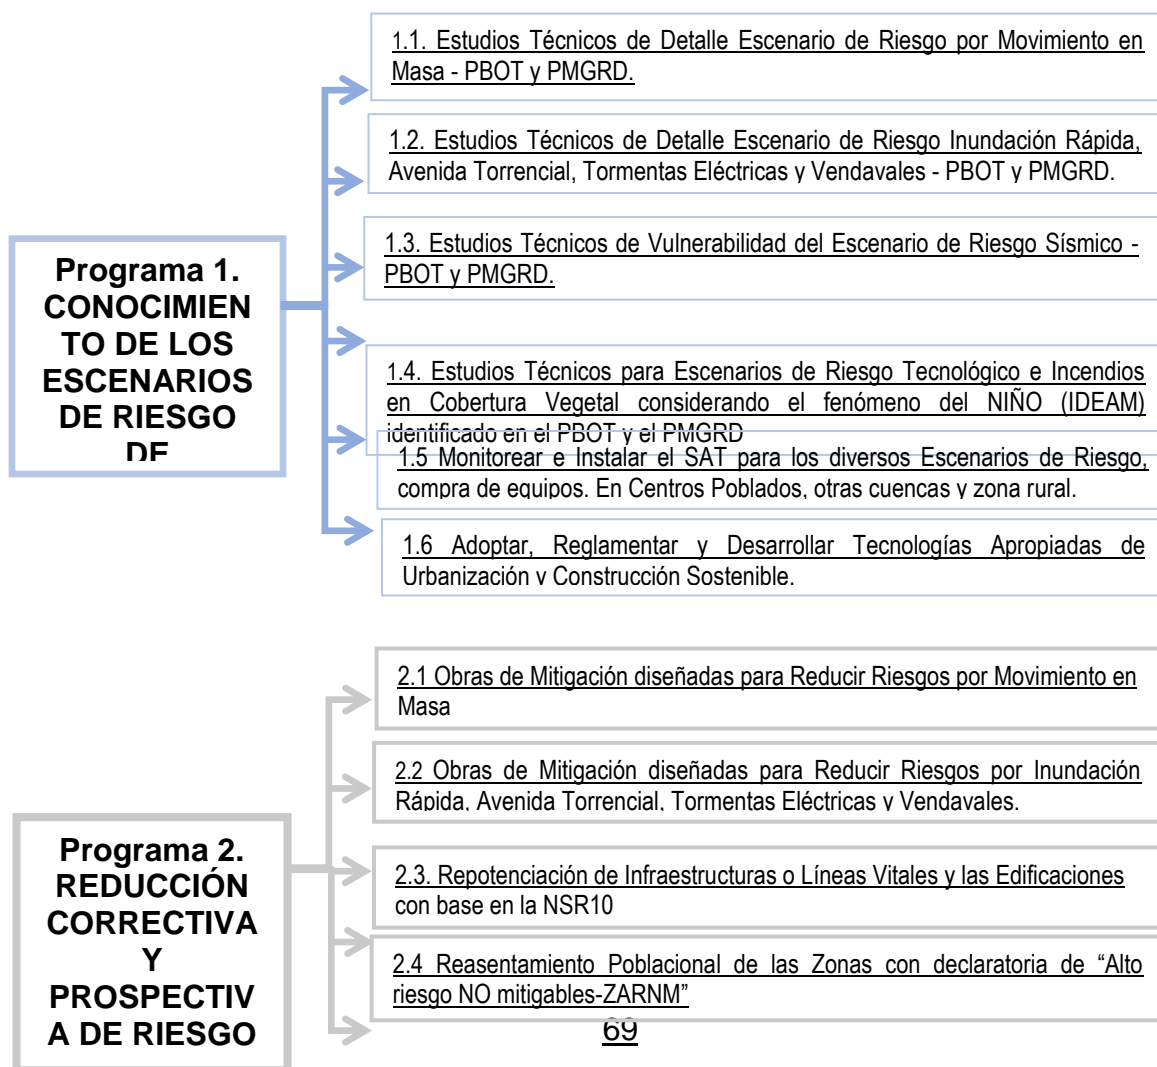 1.1. Estudios Técnicos de Detalle Escenario de Riesgo por Movimiento en
Masa - PBOT y PMGRD.
1.2. Estudios Técnicos de Detalle Escenario de Riesgo Inundación Rápida,
Avenida Torrencial, Tormentas Eléctricas y Vendavales - PBOT y PMGRD.
1.3. Estudios Técnicos de Vulnerabilidad del Escenario de Riesgo Sísmico -
PBOT y PMGRD.
Programa 1.
CONOCIMIEN
TO DE LOS
ESCENARIOS
DE RIESGO
DE
1.4. Estudios Técnicos para Escenarios de Riesgo Tecnológico e Incendios
en Cobertura Vegetal considerando el fenómeno del NIÑO (IDEAM)
identificado en el PBOT y el PMGRD
1.5 Monitorear e Instalar el SAT para los diversos Escenarios de Riesgo,
compra de equipos. En Centros Poblados, otras cuencas y zona rural.
1.6 Adoptar, Reglamentar y Desarrollar Tecnologías Apropiadas de
Urbanización y Construcción Sostenible.
2.1 Obras de Mitigación diseñadas para Reducir Riesgos por Movimiento en
Masa
2.2 Obras de Mitigación diseñadas para Reducir Riesgos por Inundación
Rápida, Avenida Torrencial, Tormentas Eléctricas y Vendavales.
Programa 2.
REDUCCIÓN
CORRECTIVA
Y
PROSPECTIV
A DE RIESGO
2.3. Repotenciación de Infraestructuras o Líneas Vitales y las Edificaciones
con base en la NSR10
2.4 Reasentamiento Poblacional de las Zonas con declaratoria de “Alto
riesgo NO mitigables-ZARNM”
69